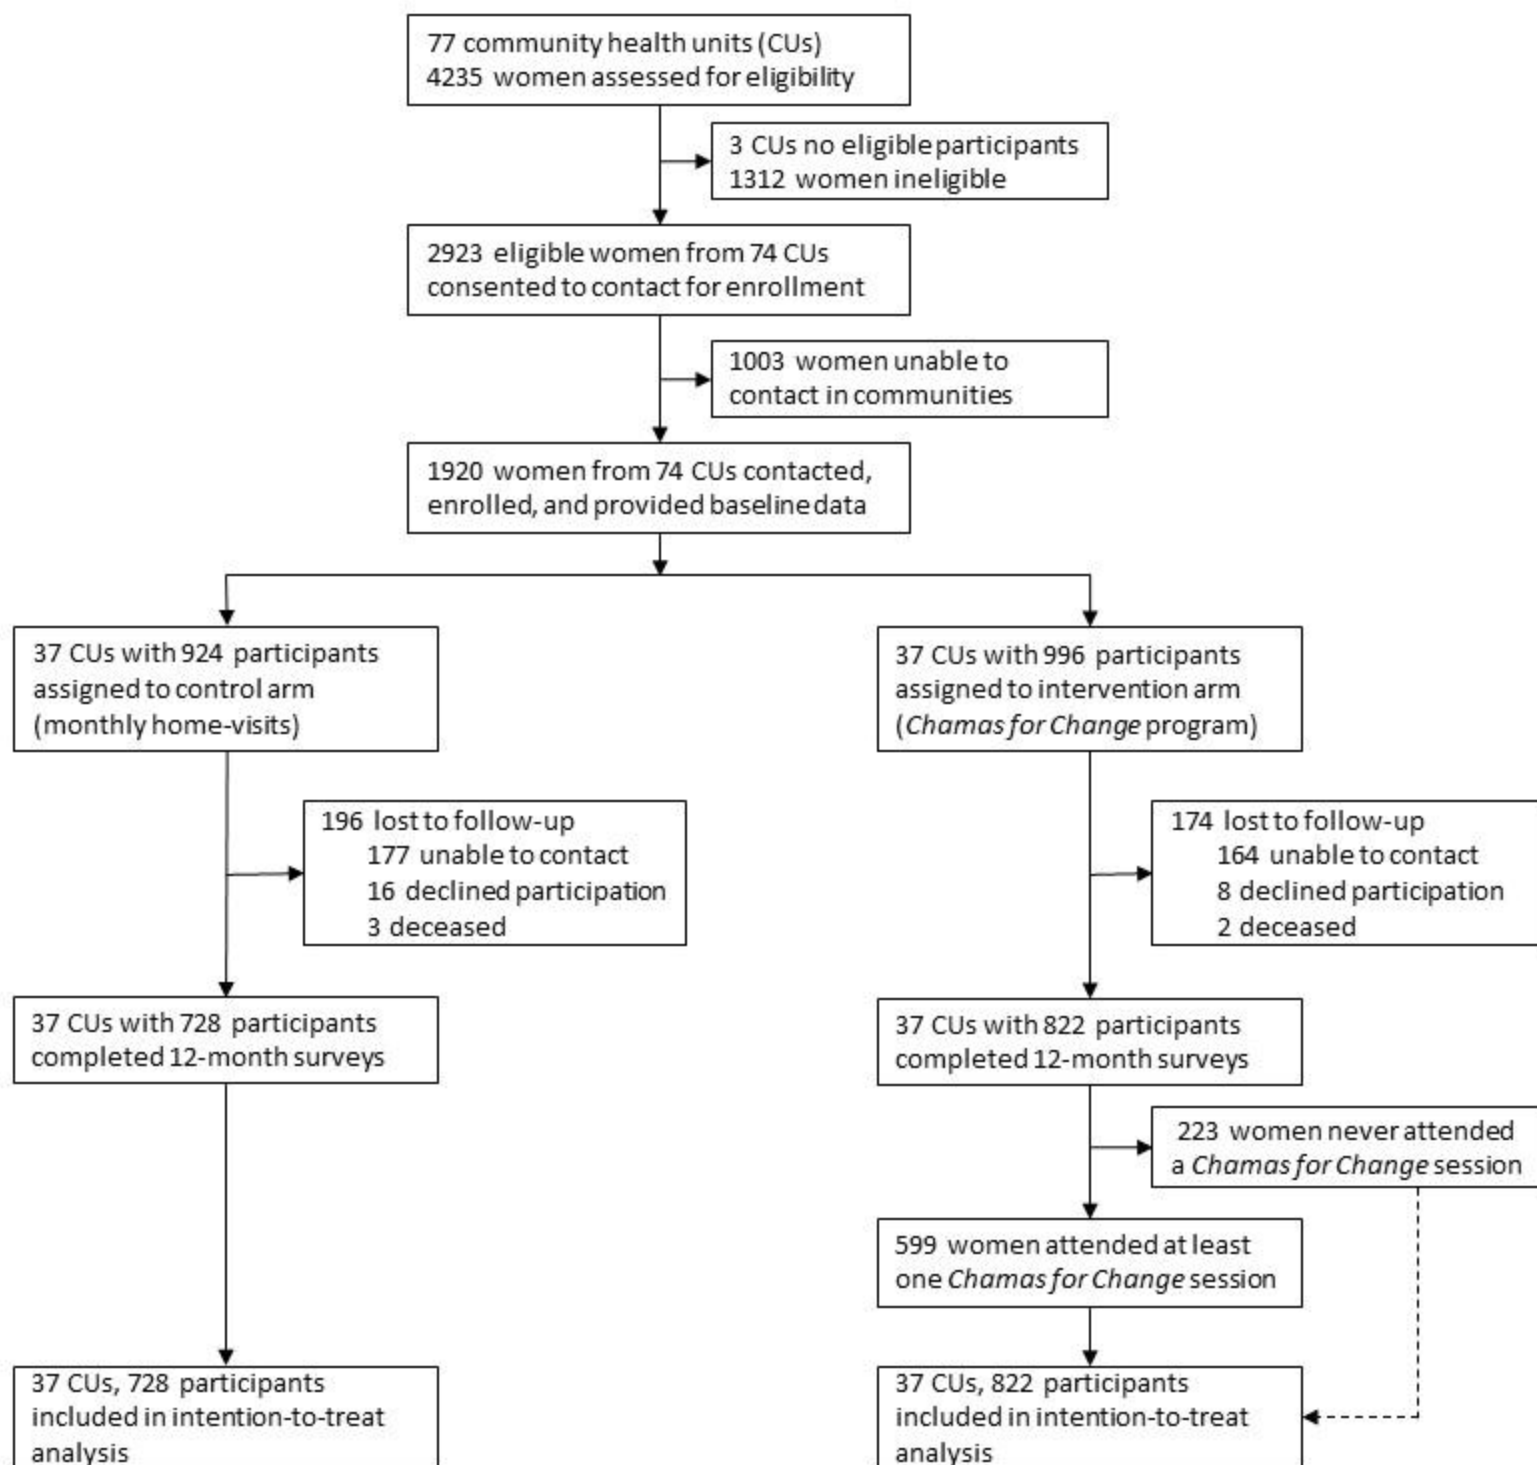 77 community health units (CUs)
4235 women assessed for eligibility
3 CUs no eligible participants
1312 women ineligible
2923 eligible women from 74 CUs
consented to contact for enrollment
1003 women unable to
contact in communities
1920 women from 74 CUs contacted,
enrolled, and provided baseline data
37 CUs with 924 participants
assigned to control arm
(monthly home-visits)
37 CUs with 996 participants
assigned to intervention arm
(Chamas for Change program)
196 lost to follow-up
177 unable to contact
16 declined participation
3 deceased
174 lost to follow-up
164 unable to contact
8 declined participation
2 deceased
37 CUs with 728 participants
completed 12-month surveys
37 CUs with 822 participants
completed 12-month surveys
223 women never attended
a Chamas for Change session
599 women attended at least
one Chamas for Change session
37 CUs, 728 participants
included in intention-to-treat
analysis
37 CUs, 822 participants
included in intention-to-treat
analysis